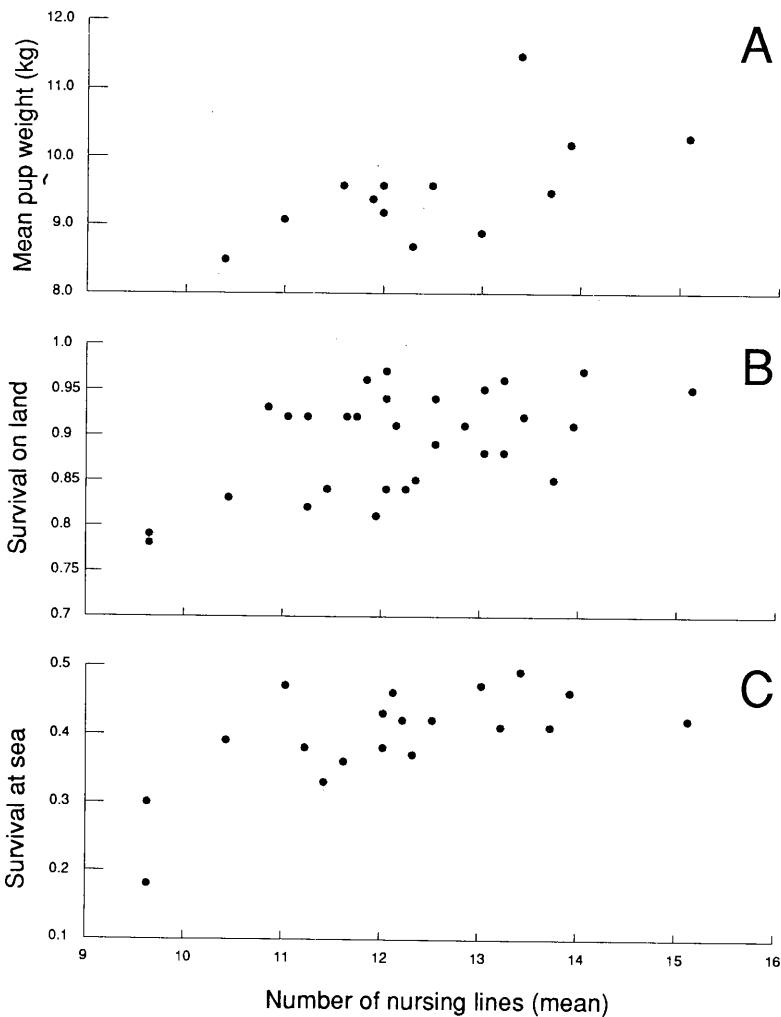 A
Mean pup weight (kg)
12.0
11.0
10.0
9.0
8.0
B
Survival on land
1.0
0.95
0.9
0.85
0.8
0.75
0.7
C
Survival at sea
0.5
0.4
0.3
0.2
0.1
9 10 11 12 13 14 15 16
Number of nursing lines (mean)